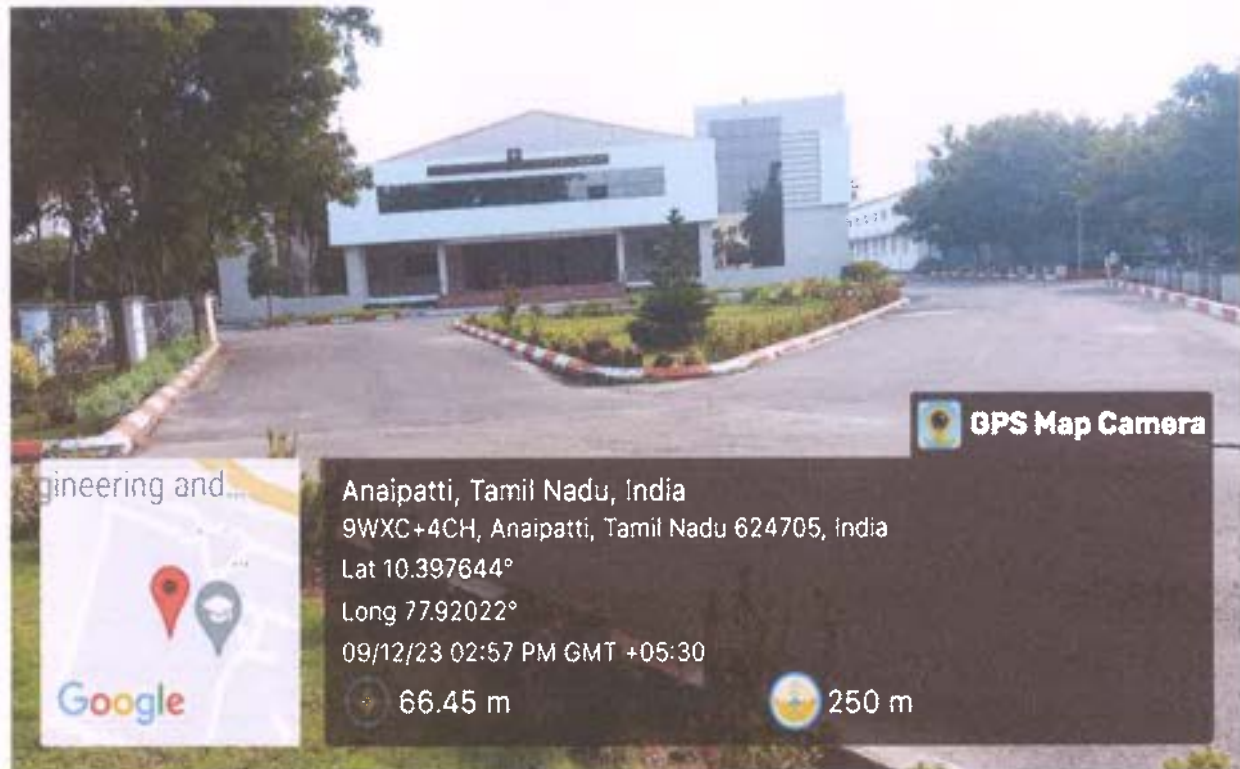 GPS Map Camera
gineering and...
Google
Anaipatti, Tamil Nadu, India
9WXC+4CH, Anaipatti, Tamil Nadu 624705, India
Lat 10.397644°
Long 77.92022°
09/12/23 02:57 PM GMT +05:30
66.45 m
250 m